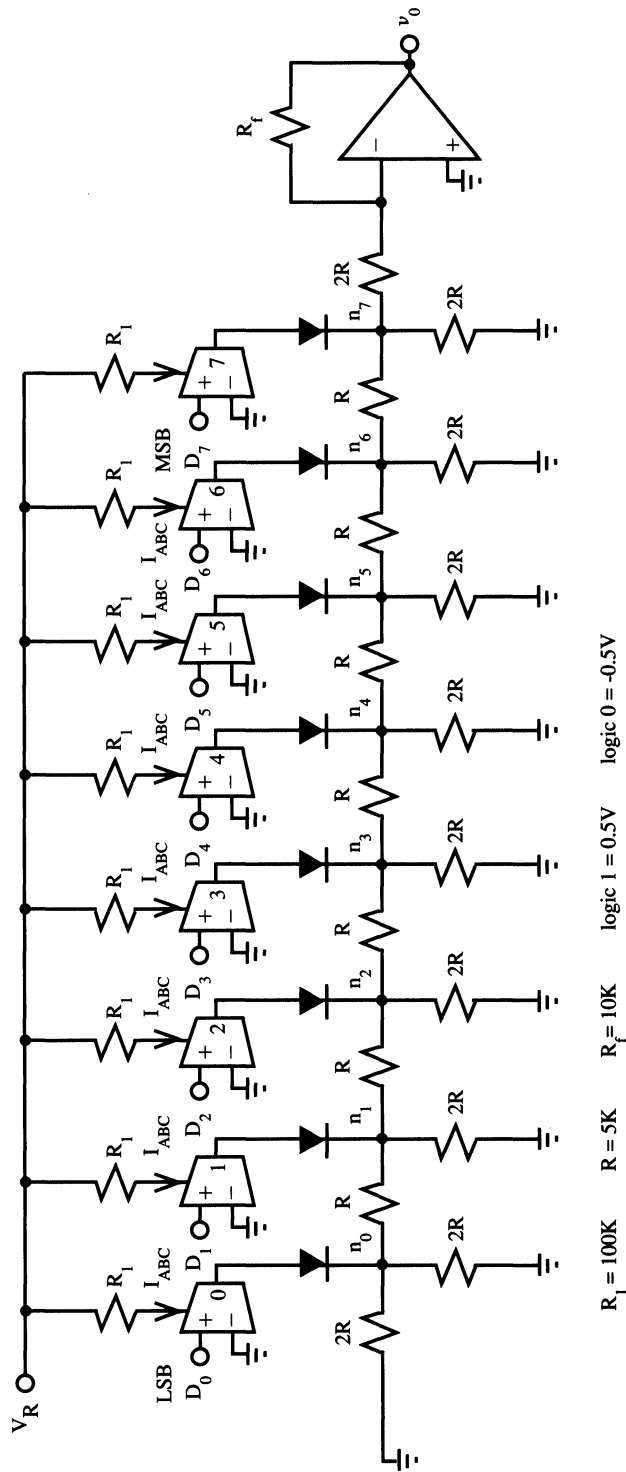 V_R
R_1 R_1 R_1 R_1 R_1 R_1 R_1 R_1
I_ABC I_ABC I_ABC I_ABC I_ABC I_ABC I_ABC
LSB MSB
D_0 D_1 D_2 D_3 D_4 D_5 D_6 D_7
+ + + + + + + +
0 1 2 3 4 5 6 7
− − − − − − − −
R_f
n_0 n_1 n_2 n_3 n_4 n_5 n_6 n_7
2R R R R R R R R 2R
− +
v_0
2R 2R 2R 2R 2R 2R 2R 2R
R_1 = 100K R = 5K R_f = 10K logic 1 = 0.5V logic 0 = -0.5V